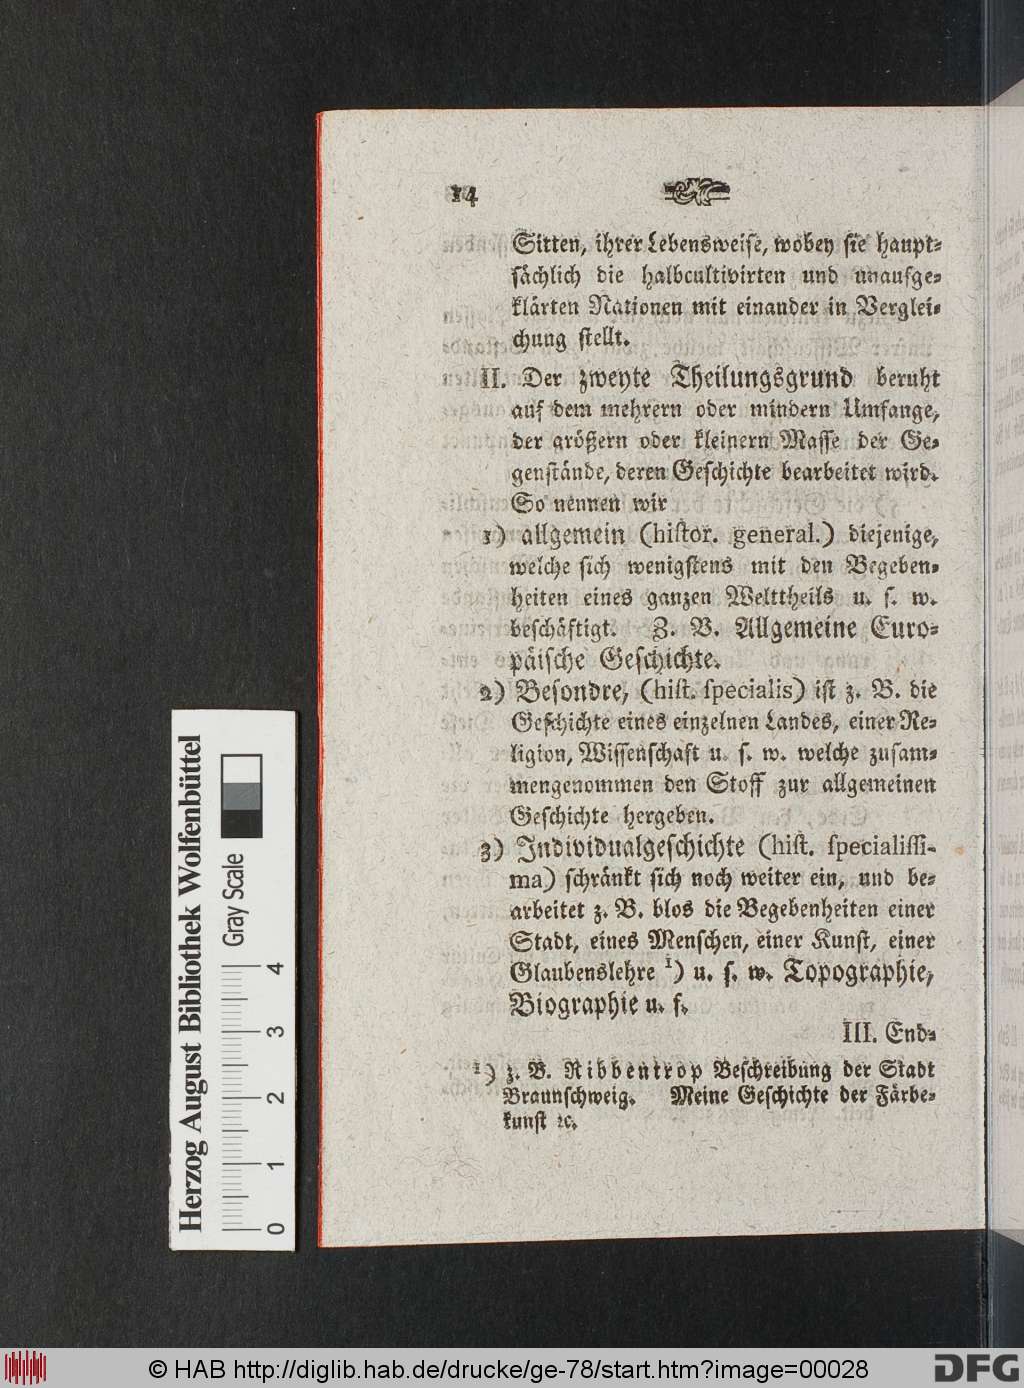 14
Sitten, ihrer Lebensweise, wobey sie haupt-
sächlich die halbcultivirten und unaufge-
klärten Nationen mit einander in Verglei-
chung stellt.
II. Der zweyte Theilungsgrund beruht
auf dem mehrern oder mindern Umfange,
der größern oder kleinern Masse der Ge-
genstände, deren Geschichte bearbeitet wird.
So nennen wir
1) allgemein (histor. general.) diejenige,
welche sich wenigstens mit den Begeben-
heiten eines ganzen Welttheils u. s. w.
beschäftigt. Z. B. Allgemeine Euro-
päische Geschichte.
2) Besondre, (hist. specialis) ist z. B. die
Geschichte eines einzelnen Landes, einer Re-
ligion, Wissenschaft u. s. w. welche zusam-
mengenommen den Stoff zur allgemeinen
Geschichte hergeben.
3) Individualgeschichte (hist. specialissi-
ma) schränkt sich noch weiter ein, und be-
arbeitet z. B. blos die Begebenheiten einer
Stadt, eines Menschen, einer Kunst, einer
Glaubenslehre 1) u. s. w. Topographie,
Biographie u. s.
III. End-
1) z. B. Ribbentrop Beschreibung der Stadt
Braunschweig. Meine Geschichte der Färbe-
kunst ꝛc.
Herzog August Bibliothek Wolfenbüttel
Gray Scale
0 1 2 3 4
© HAB http://diglib.hab.de/drucke/ge-78/start.htm?image=00028
DFG